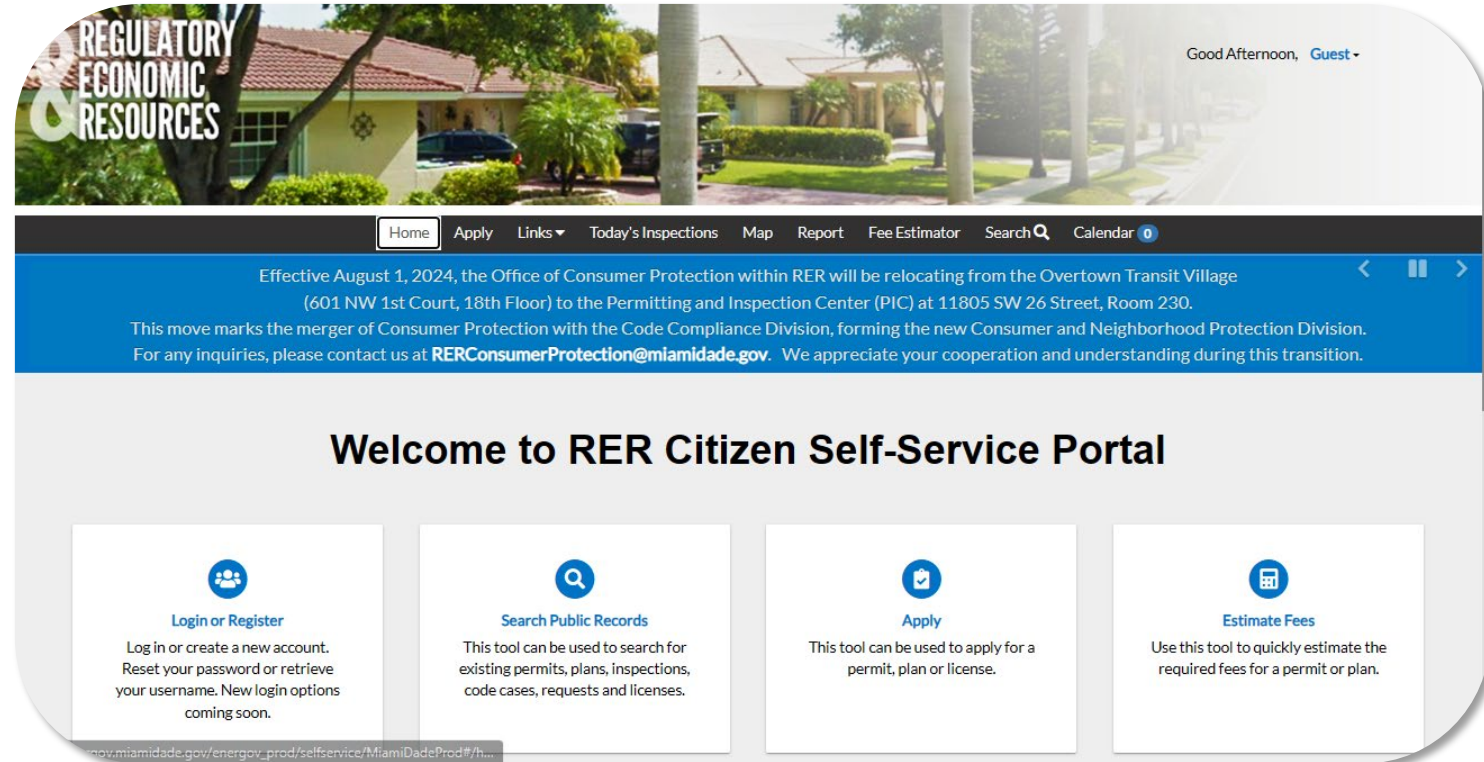 REGULATORY
ECONOMIC
& RESOURCES
Good Afternoon, Guest
Home Apply Links Today's Inspections Map Report Fee Estimator Search Calendar 0
Effective August 1, 2024, the Office of Consumer Protection within RER will be relocating from the Overtown Transit Village
(601 NW 1st Court, 18th Floor) to the Permitting and Inspection Center (PIC) at 11805 SW 26 Street, Room 230.
This move marks the merger of Consumer Protection with the Code Compliance Division, forming the new Consumer and Neighborhood Protection Division.
For any inquiries, please contact us at RERConsumerProtection@miamidade.gov. We appreciate your cooperation and understanding during this transition.
Welcome to RER Citizen Self-Service Portal
Login or Register
Log in or create a new account.
Reset your password or retrieve
your username. New login options
coming soon.
Search Public Records
This tool can be used to search for
existing permits, plans, inspections,
code cases, requests and licenses.
Apply
This tool can be used to apply for a
permit, plan or license.
Estimate Fees
Use this tool to quickly estimate the
required fees for a permit or plan.
gov.miamidade.gov/energov_prod/selfservice/MiamiDadeProd#/h...